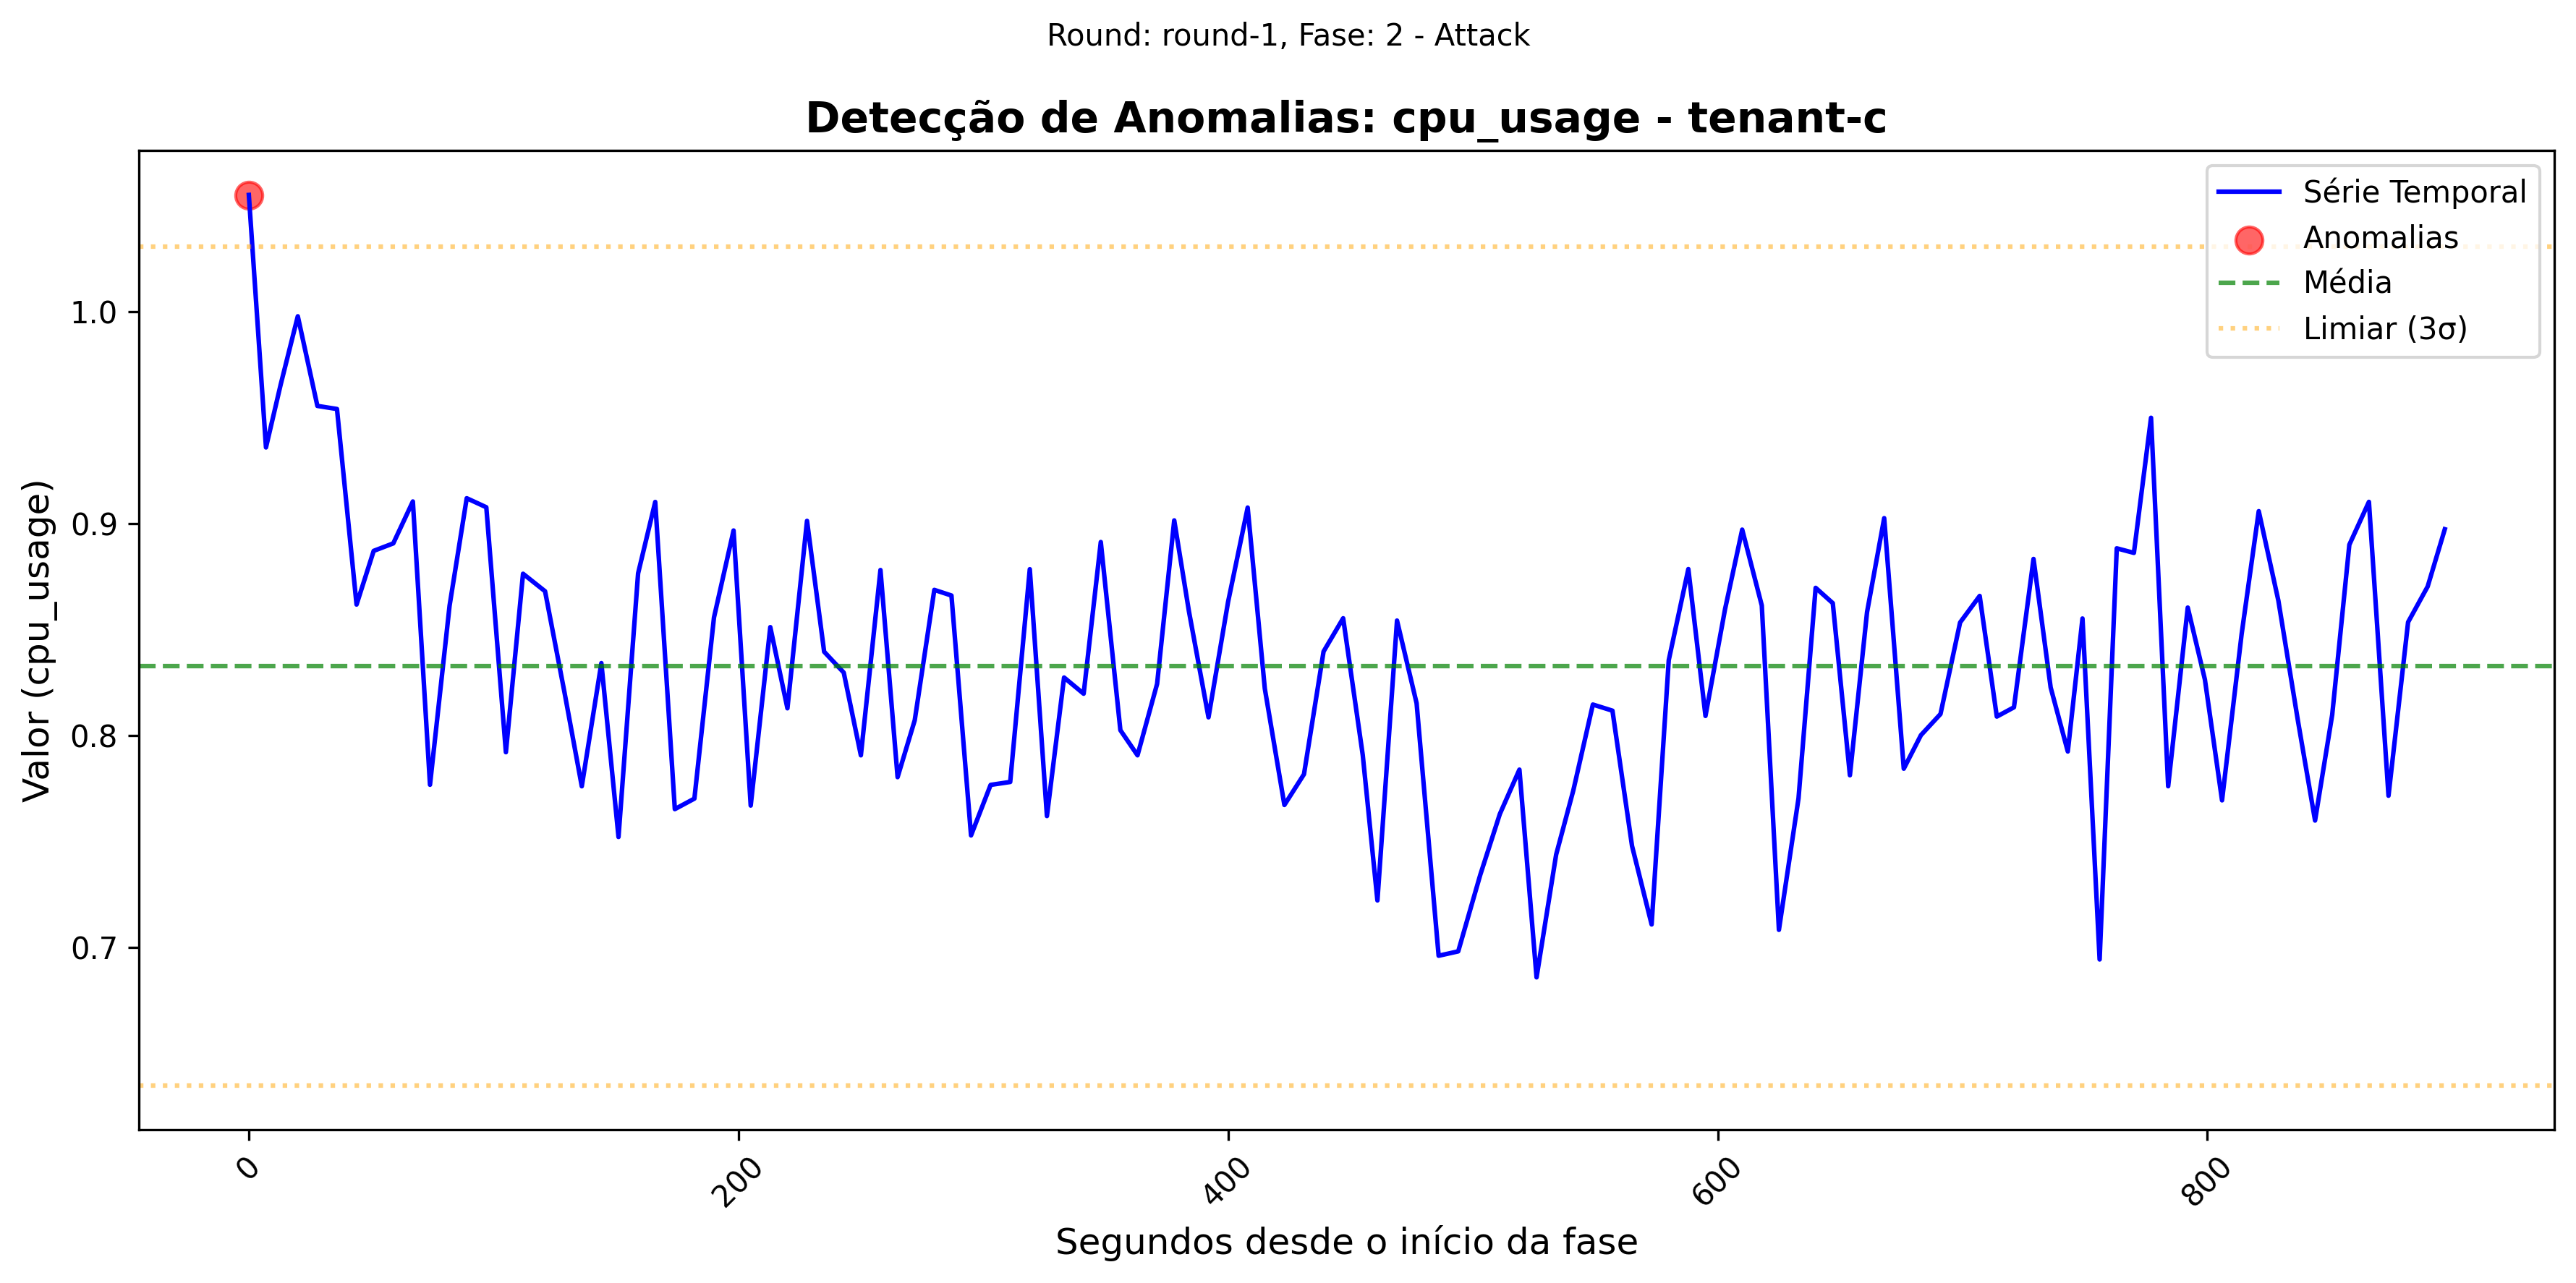 Round: round-1, Fase: 2 - Attack
Detecção de Anomalias: cpu_usage - tenant-c
Série Temporal
Anomalias
Média
Limiar (3σ)
Valor (cpu_usage)
1.0
0.9
0.8
0.7
0
200
400
600
800
Segundos desde o início da fase